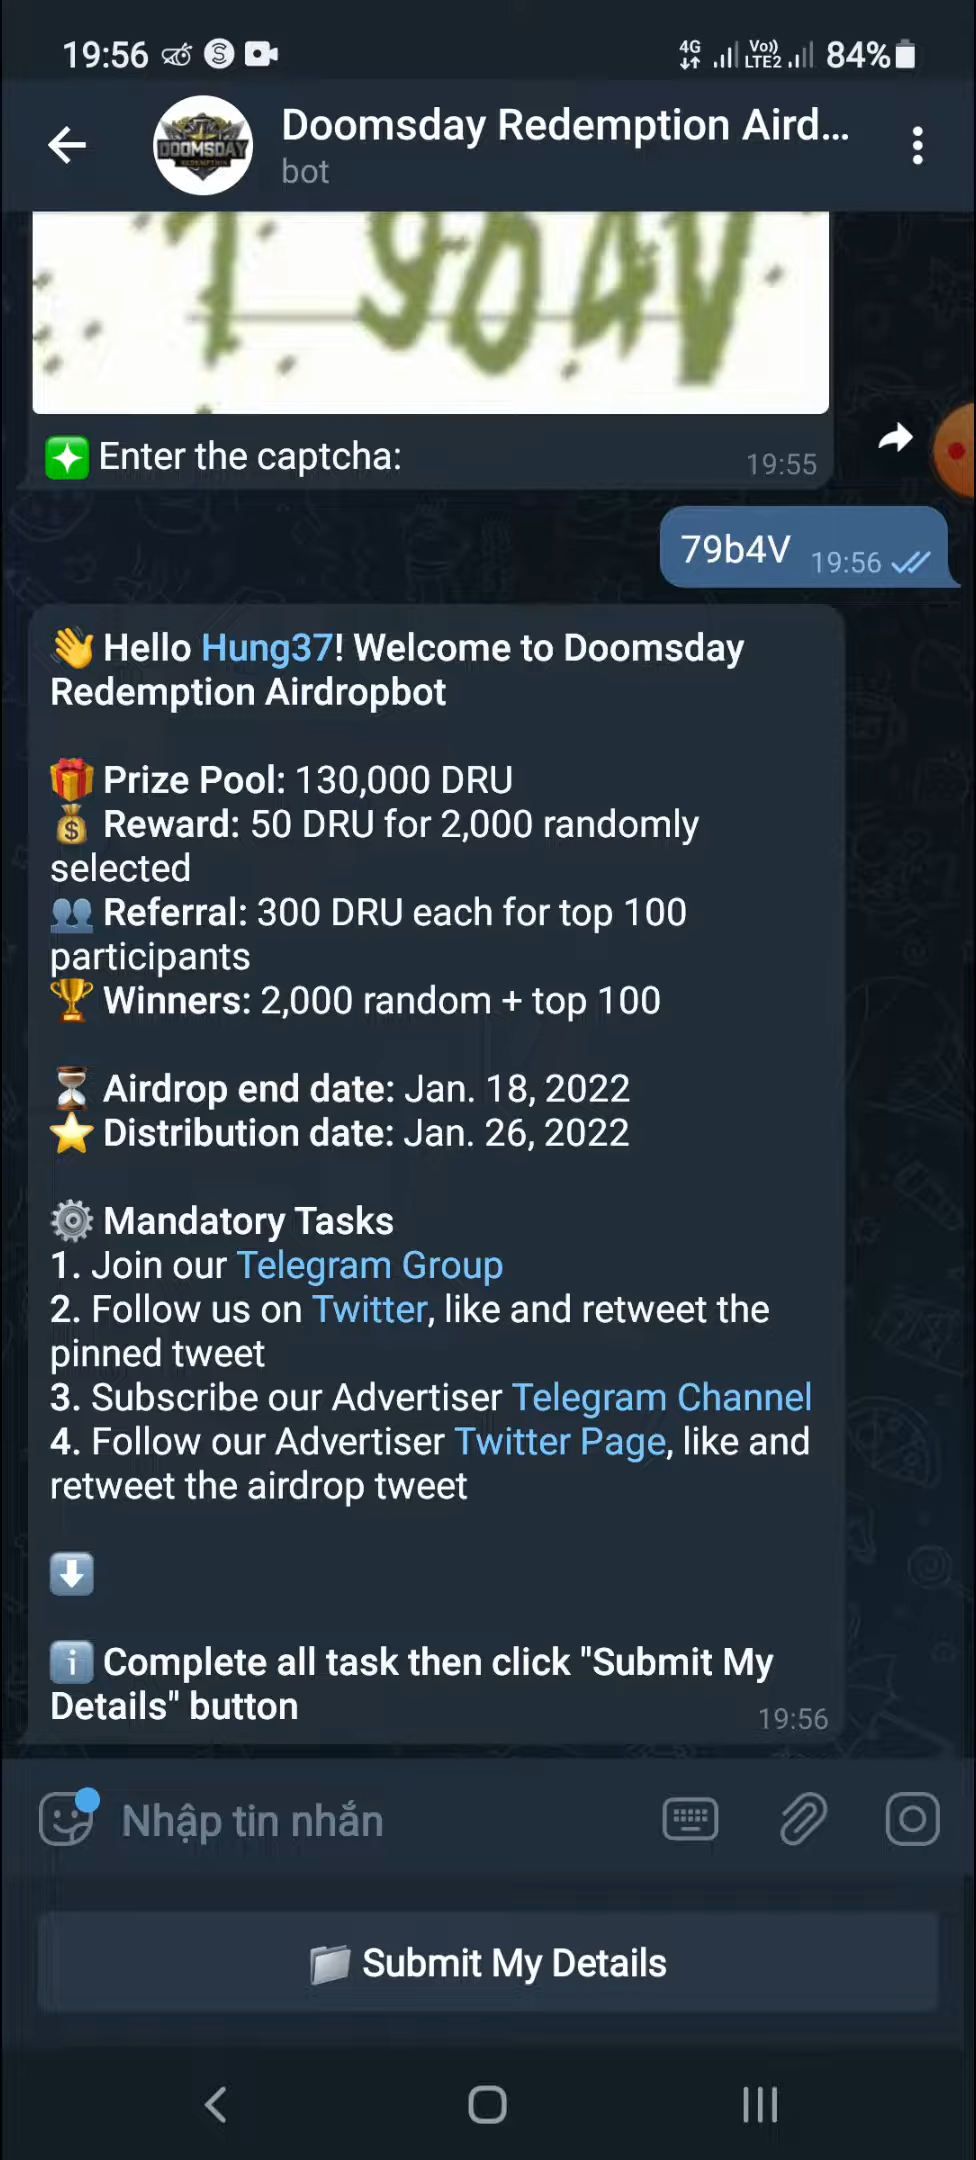 19:56
4G Vo)) LTE2 84%
Doomsday Redemption Aird...
bot
DOOMSDAY
REDEMPTION
79b4V
Enter the captcha:
19:55
79b4V 19:56
👋 Hello Hung37! Welcome to Doomsday
Redemption Airdropbot
🎁 Prize Pool: 130,000 DRU
💰 Reward: 50 DRU for 2,000 randomly
selected
👥 Referral: 300 DRU each for top 100
participants
🏆 Winners: 2,000 random + top 100
⏳ Airdrop end date: Jan. 18, 2022
⭐ Distribution date: Jan. 26, 2022
⚙️ Mandatory Tasks
1. Join our Telegram Group
2. Follow us on Twitter, like and retweet the
pinned tweet
3. Subscribe our Advertiser Telegram Channel
4. Follow our Advertiser Twitter Page, like and
retweet the airdrop tweet
⬇️
ℹ️ Complete all task then click "Submit My
Details" button
19:56
Nhập tin nhắn
📁 Submit My Details